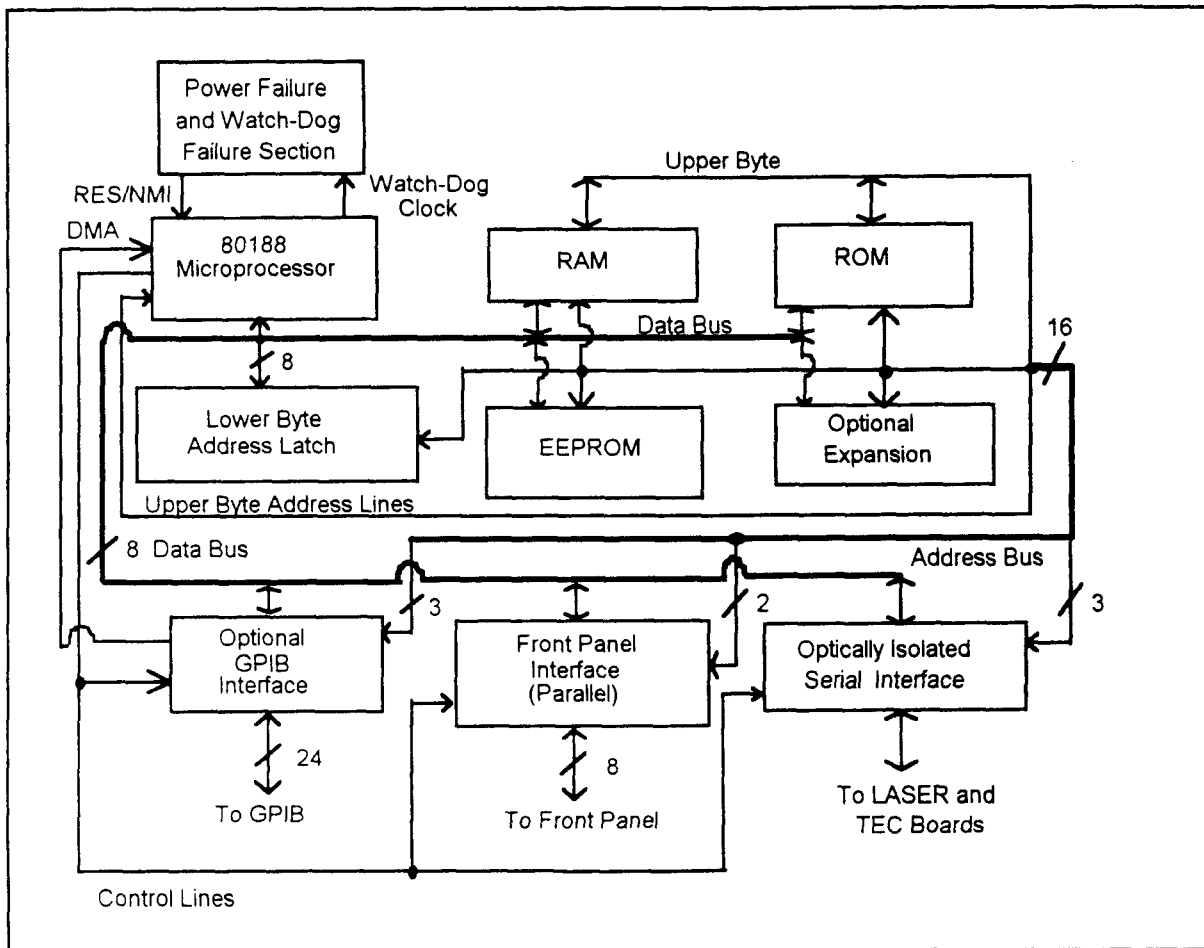 Power Failure
and Watch-Dog
Failure Section
RES/NMI
Watch-Dog
Clock
DMA
80188
Microprocessor
Upper Byte
RAM
ROM
Data Bus
16
8
Lower Byte
Address Latch
EEPROM
Optional
Expansion
Upper Byte Address Lines
8 Data Bus
Address Bus
3
2
3
Optional
GPIB
Interface
Front Panel
Interface
(Parallel)
Optically Isolated
Serial Interface
24
8
To GPIB
To Front Panel
To LASER and
TEC Boards
Control Lines